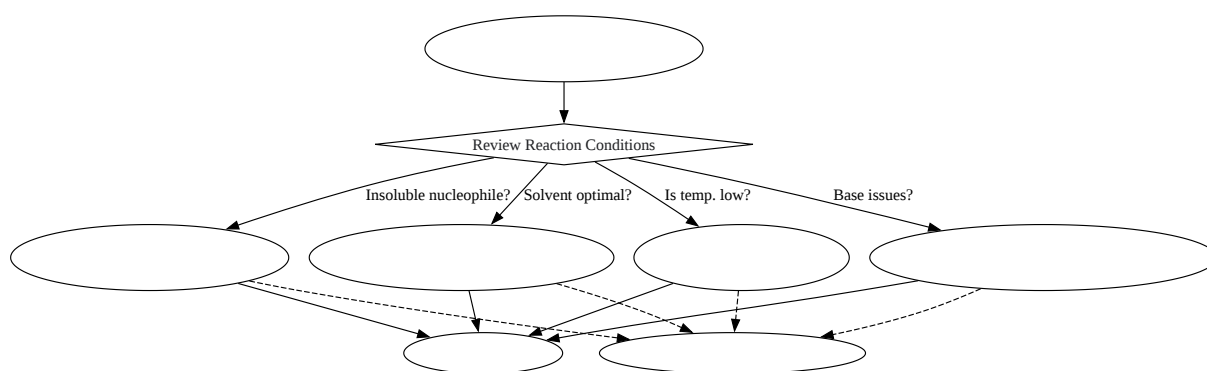 Review Reaction Conditions
Insoluble nucleophile?
Solvent optimal?
Is temp. low?
Base issues?